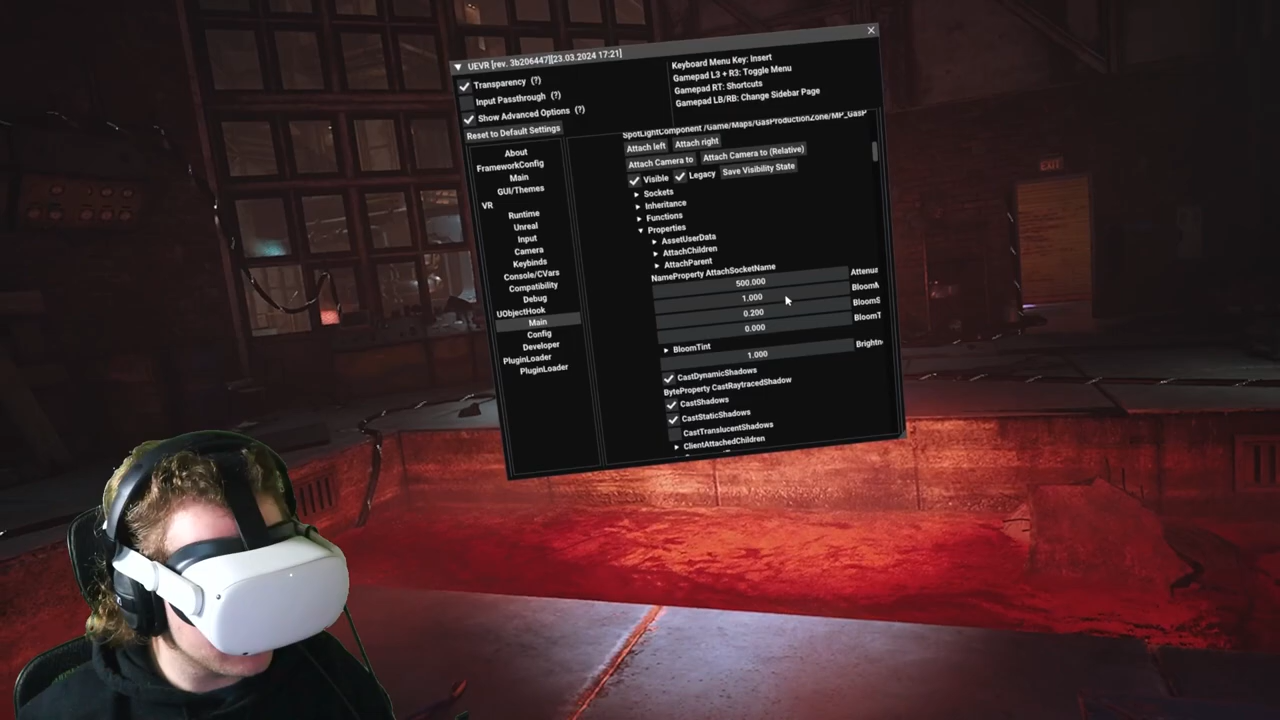 UEVR [rev. 3b206447][23.03.2024 17:21]
Transparency (?)
Input Passthrough (?)
Show Advanced Options (?)
Reset to Default Settings
Keyboard Menu Key: Insert
Gamepad L3 + R3: Toggle Menu
Gamepad RT: Shortcuts
Gamepad LB/RB: Change Sidebar Page
About
FrameworkConfig
Main
GUI/Themes
VR
Runtime
Unreal
Input
Camera
Keybinds
Console/CVars
Compatibility
Debug
UObjectHook
Main
Config
Developer
PluginLoader
PluginLoader
SpotLightComponent /Game/Maps/GasProductionZone/MP_GasP
Attach left Attach right
Attach Camera to Attach Camera to (Relative)
Visible Legacy Save Visibility State
Sockets
Inheritance
Functions
Properties
AssetUserData
AttachChildren
AttachParent
NameProperty AttachSocketName
500.000 Attenua
1.000 BloomM
0.200 BloomS
0.000 BloomT
BloomTint
1.000 Brightn
CastDynamicShadows
ByteProperty CastRaytracedShadow
CastShadows
CastStaticShadows
CastTranslucentShadows
ClientAttachedChildren
EXIT